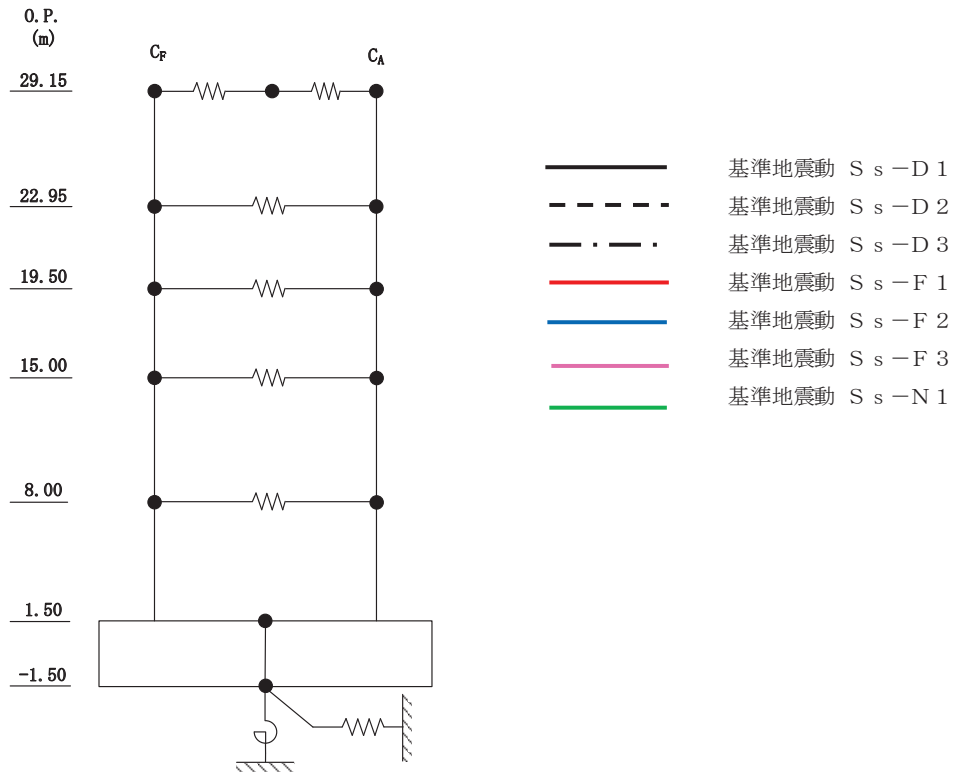 O.P.
(m)
C_F
C_A
29.15
22.95
19.50
15.00
8.00
1.50
-1.50
基準地震動 Ss－D1
基準地震動 Ss－D2
基準地震動 Ss－D3
基準地震動 Ss－F1
基準地震動 Ss－F2
基準地震動 Ss－F3
基準地震動 Ss－N1